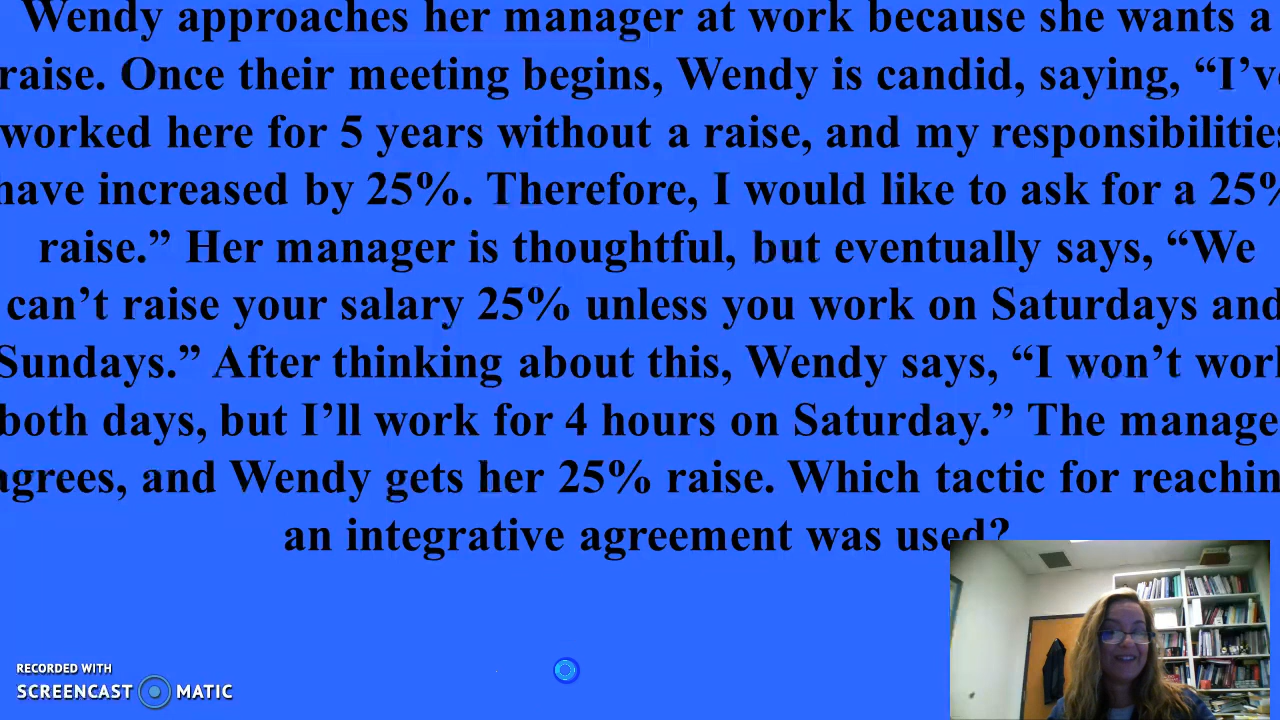 Wendy approaches her manager at work because she wants a
raise. Once their meeting begins, Wendy is candid, saying, “I’v
worked here for 5 years without a raise, and my responsibilities
have increased by 25%. Therefore, I would like to ask for a 25%
raise.” Her manager is thoughtful, but eventually says, “We
can’t raise your salary 25% unless you work on Saturdays and
Sundays.” After thinking about this, Wendy says, “I won’t work
both days, but I’ll work for 4 hours on Saturday.” The manage
agrees, and Wendy gets her 25% raise. Which tactic for reachin
an integrative agreement was used?
RECORDED WITH
SCREENCAST MATIC